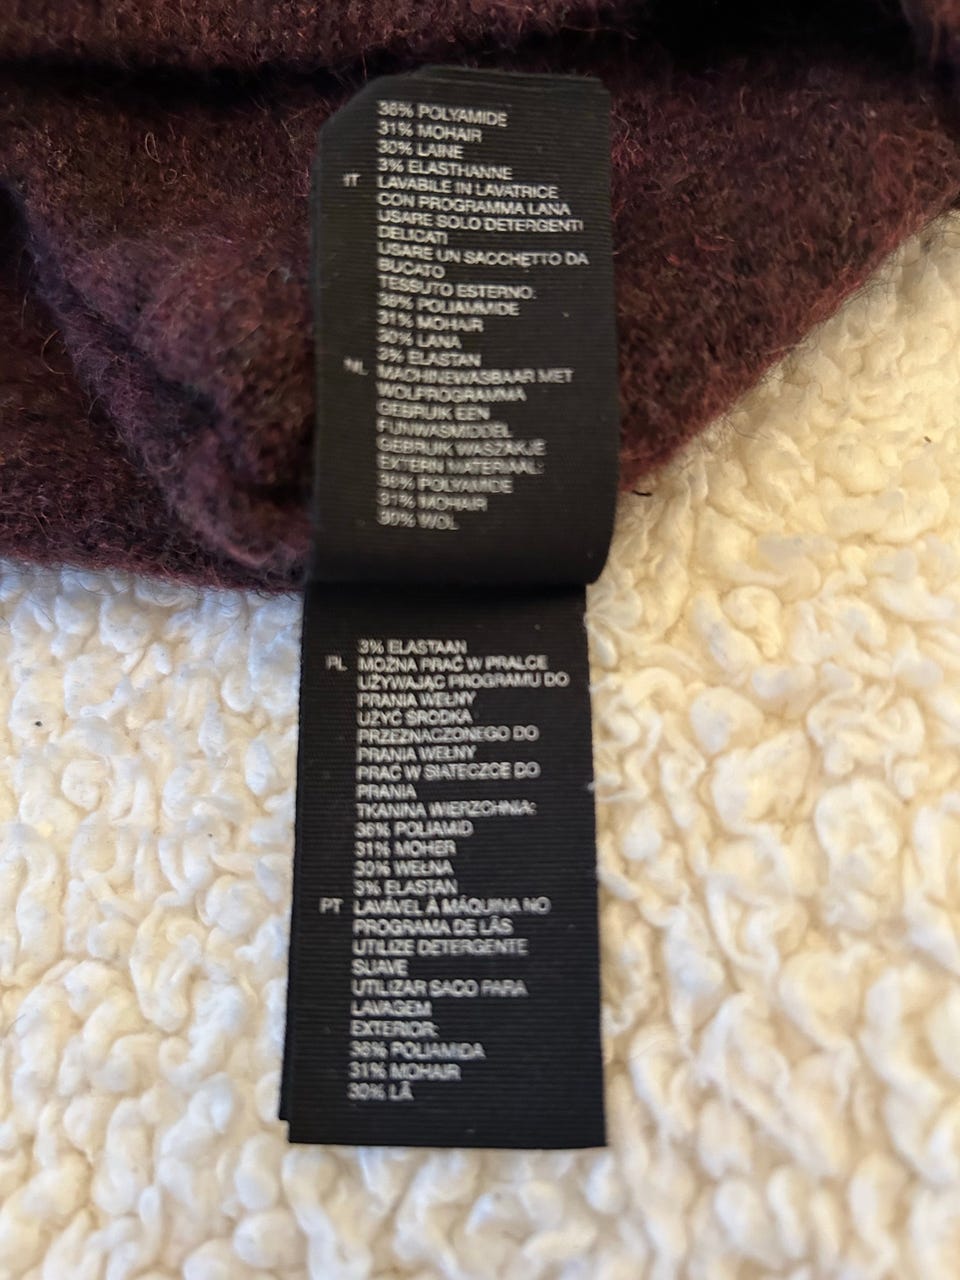 36% POLYAMIDE
31% MOHAIR
30% LAINE
3% ELASTHANNE
IT LAVABILE IN LAVATRICE
CON PROGRAMMA LANA
USARE SOLO DETERGENTI
DELICATI
USARE UN SACCHETTO DA
BUCATO
TESSUTO ESTERNO:
36% POLIAMMIDE
31% MOHAIR
30% LANA
3% ELASTAN
NL MACHINEWASBAAR MET
WOLPROGRAMMA
GEBRUIK EEN
FIJNWASMIDDEL
GEBRUIK WASZAKJE
EXTERN MATERIAAL:
36% POLYAMIDE
31% MOHAIR
30% WOL
3% ELASTAAN
PL MOŻNA PRAĆ W PRALCE
UŻYWAJĄC PROGRAMU DO
PRANIA WEŁNY
UŻYĆ ŚRODKA
PRZEZNACZONEGO DO
PRANIA WEŁNY
PRAĆ W SIATECZCE DO
PRANIA
TKANINA WIERZCHNIA:
36% POLIAMID
31% MOHER
30% WEŁNA
3% ELASTAN
PT LAVÁVEL À MÁQUINA NO
PROGRAMA DE LÃS
UTILIZE DETERGENTE
SUAVE
UTILIZAR SACO PARA
LAVAGEM
EXTERIOR:
36% POLIAMIDA
31% MOHAIR
30% LÃ